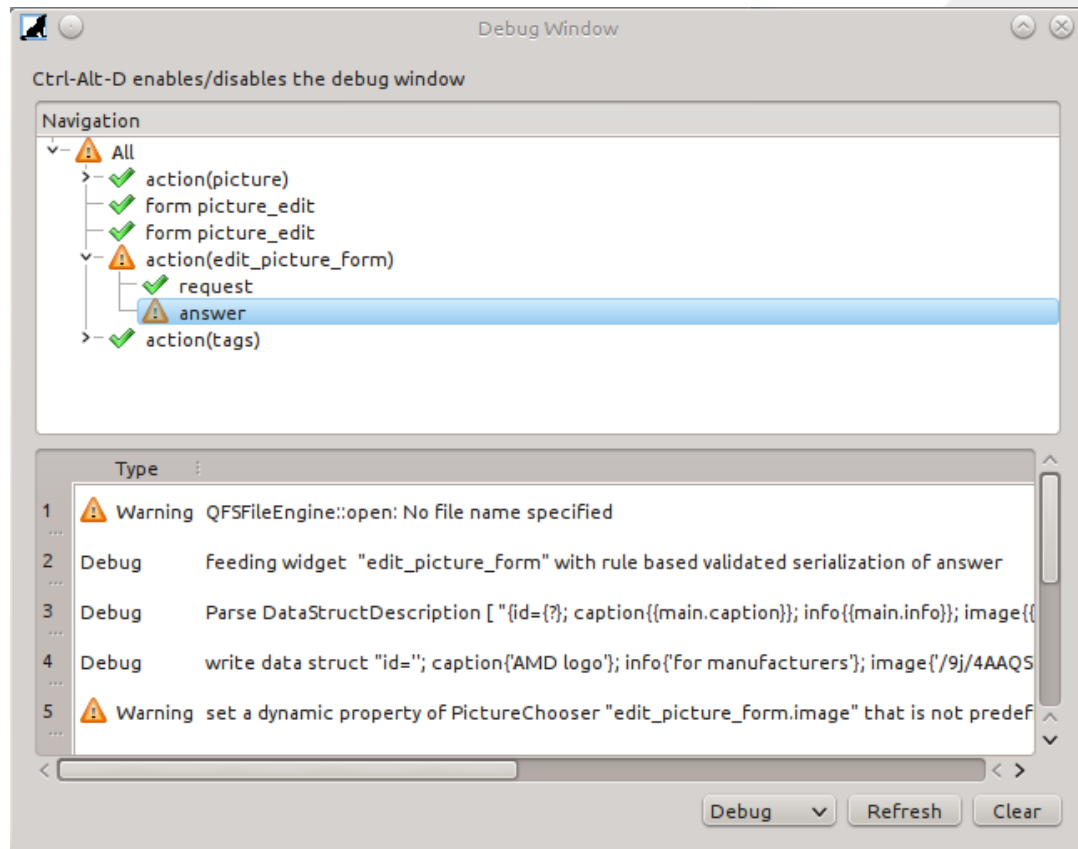 Debug Window
Ctrl-Alt-D enables/disables the debug window
Navigation
All
action(picture)
form picture_edit
form picture_edit
action(edit_picture_form)
request
answer
action(tags)
Type
1 Warning QFSFileEngine::open: No file name specified
2 Debug feeding widget "edit_picture_form" with rule based validated serialization of answer
3 Debug Parse DataStructDescription [ "{id={?}; caption{{main.caption}}; info{{main.info}}; image{{
4 Debug write data struct "id=''; caption{'AMD logo'}; info{'for manufacturers'}; image{'/9j/4AAQS
5 Warning set a dynamic property of PictureChooser "edit_picture_form.image" that is not predef
Debug Refresh Clear